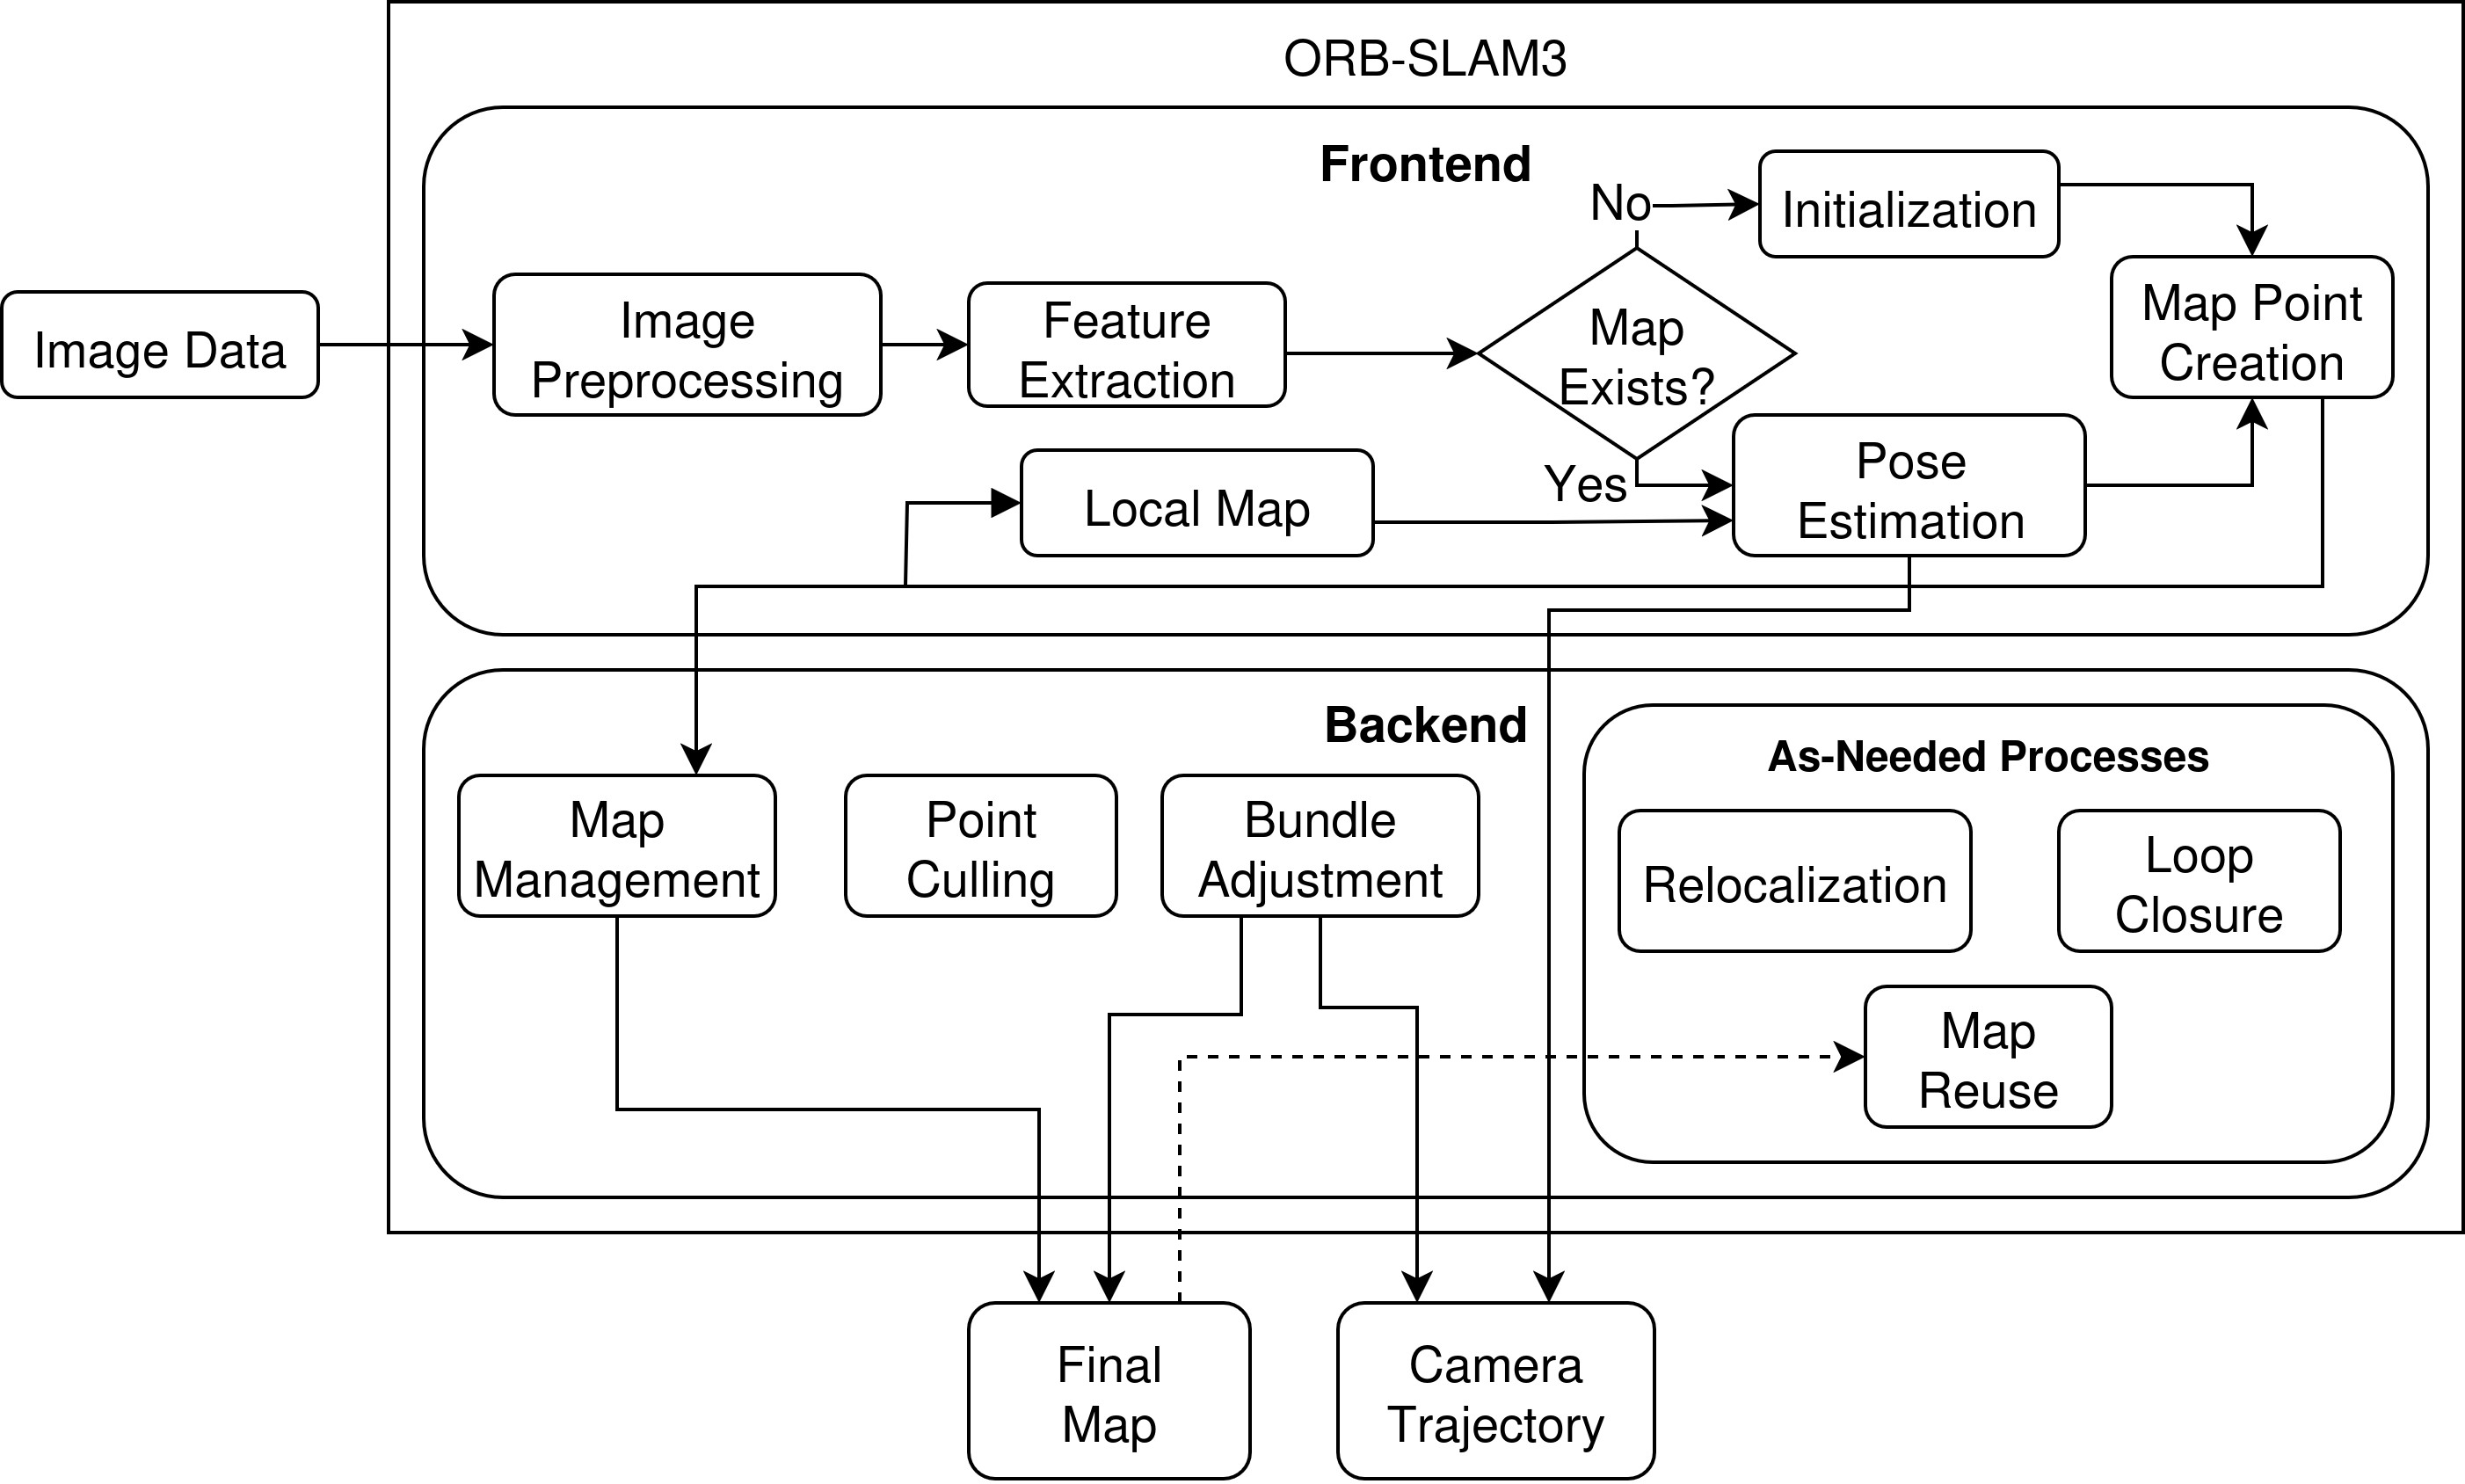 ORB-SLAM3
Frontend
No
Initialization
Image Data
Image
Preprocessing
Feature
Extraction
Map
Exists?
Map Point
Creation
Local Map
Yes
Pose
Estimation
Backend
As-Needed Processes
Map
Management
Point
Culling
Bundle
Adjustment
Relocalization
Loop
Closure
Map
Reuse
Final
Map
Camera
Trajectory